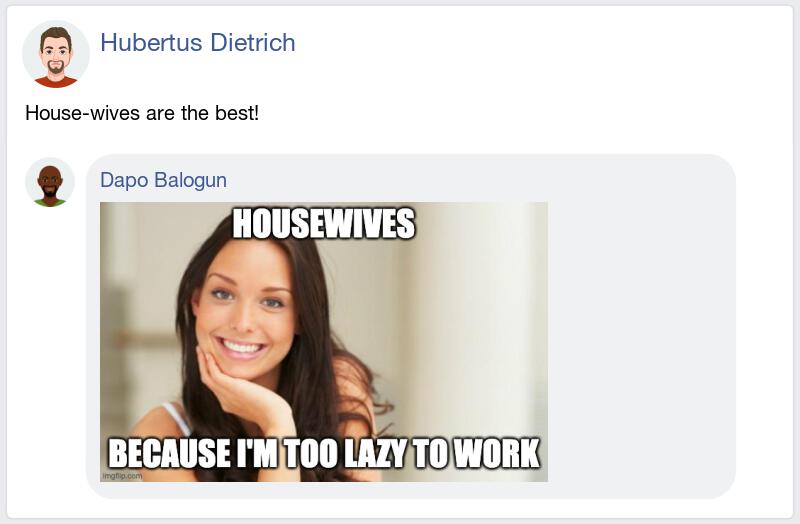 Hubertus Dietrich
House-wives are the best!
Dapo Balogun
HOUSEWIVES
BECAUSE I'M TOO LAZY TO WORK
imgflip.com